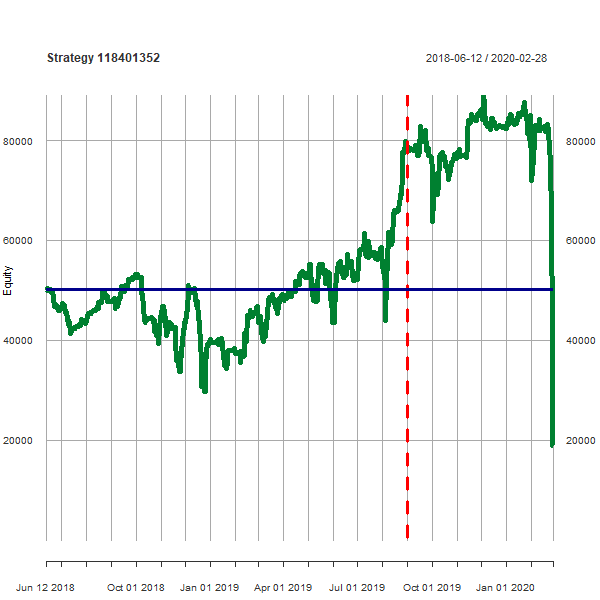 Strategy 118401352
2018-06-12 / 2020-02-28
Equity
80000
60000
40000
20000
80000
60000
40000
20000
Jun 12 2018
Oct 01 2018
Jan 01 2019
Apr 01 2019
Jul 01 2019
Oct 01 2019
Jan 01 2020